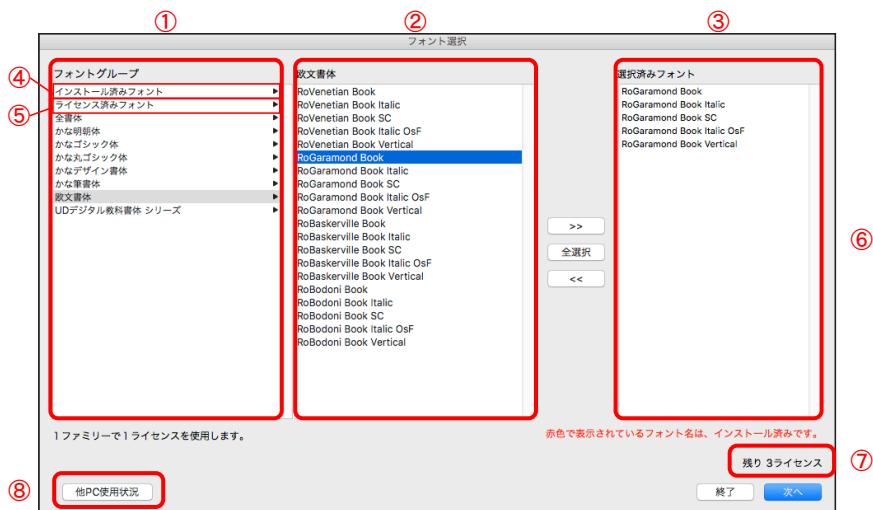 ① ② ③
フォント選択
フォントグループ
④ インストール済みフォント
⑤ ライセンス済みフォント
全書体
かな明朝体
かなゴシック体
かな丸ゴシック体
かなデザイン書体
かな筆書体
欧文書体
UDデジタル教科書体 シリーズ
欧文書体
RoVenetian Book
RoVenetian Book Italic
RoVenetian Book SC
RoVenetian Book Italic OsF
RoVenetian Book Vertical
RoGaramond Book
RoGaramond Book Italic
RoGaramond Book SC
RoGaramond Book Italic OsF
RoGaramond Book Vertical
RoBaskerville Book
RoBaskerville Book Italic
RoBaskerville Book SC
RoBaskerville Book Italic OsF
RoBaskerville Book Vertical
RoBodoni Book
RoBodoni Book Italic
RoBodoni Book SC
RoBodoni Book Italic OsF
RoBodoni Book Vertical
>>
全選択
<<
選択済みフォント
RoGaramond Book
RoGaramond Book Italic
RoGaramond Book SC
RoGaramond Book Italic OsF
RoGaramond Book Vertical
⑥
1ファミリーで1ライセンスを使用します。
赤色で表示されているフォント名は、インストール済みです。
残り 3ライセンス ⑦
⑧ 他PC使用状況
終了
次へ